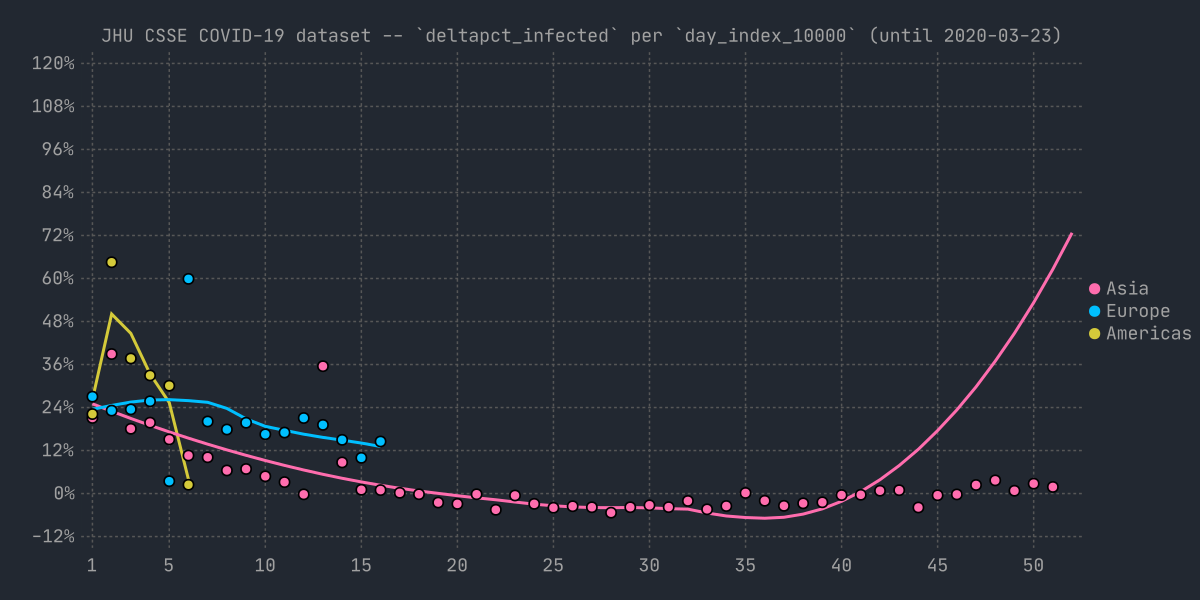 JHU CSSE COVID-19 dataset -- `deltapct_infected` per `day_index_10000` (until 2020-03-23)
120%
108%
96%
84%
72%
60%
48%
36%
24%
12%
0%
-12%
1 5 10 15 20 25 30 35 40 45 50
Asia
Europe
Americas